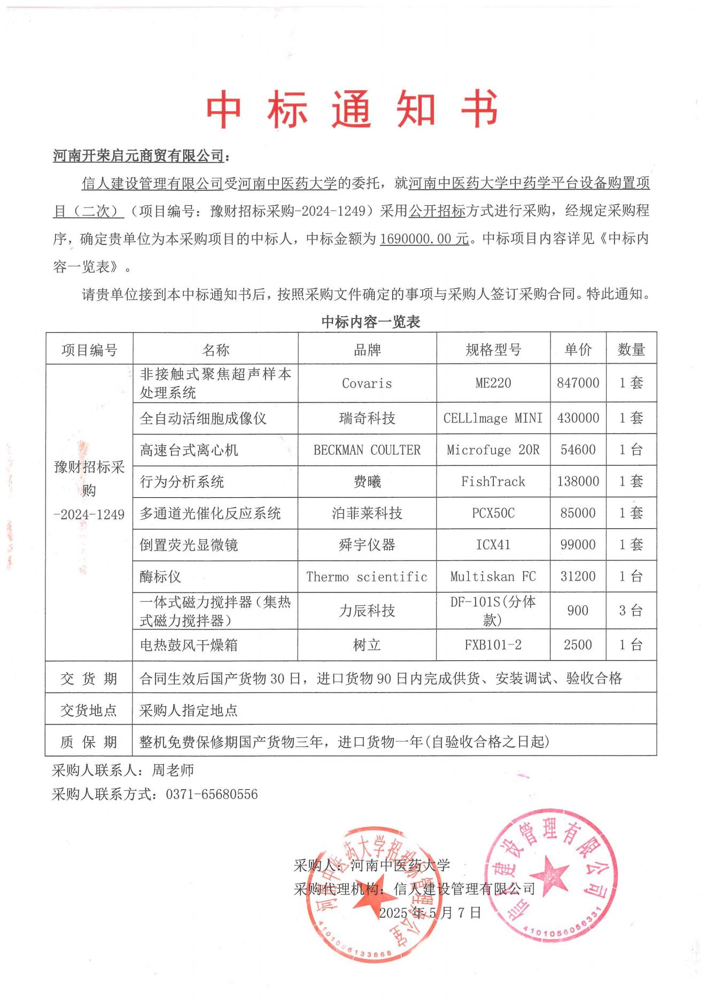 中标通知书
河南开荣启元商贸有限公司：
信人建设管理有限公司受河南中医药大学的委托，就河南中医药大学中药学平台设备购置项
目（二次）（项目编号：豫财招标采购-2024-1249）采用公开招标方式进行采购，经规定采购程
序，确定贵单位为本采购项目的中标人，中标金额为 1690000.00 元。中标项目内容详见《中标内
容一览表》。
请贵单位接到本中标通知书后，按照采购文件确定的事项与采购人签订采购合同。特此通知。
中标内容一览表
项目编号 名称 品牌 规格型号 单价 数量
豫财招标采
购
-2024-1249
非接触式聚焦超声样本
处理系统 Covaris ME220 847000 1 套
全自动活细胞成像仪 瑞奇科技 CELLlmage MINI 430000 1 套
高速台式离心机 BECKMAN COULTER Microfuge 20R 54600 1 台
行为分析系统 费曦 FishTrack 138000 1 套
多通道光催化反应系统 泊菲莱科技 PCX50C 85000 1 套
倒置荧光显微镜 舜宇仪器 ICX41 99000 1 套
酶标仪 Thermo scientific Multiskan FC 31200 1 台
一体式磁力搅拌器（集热
式磁力搅拌器） 力辰科技 DF-101S(分体
款) 900 3 台
电热鼓风干燥箱 树立 FXB101-2 2500 1 台
交 货 期 合同生效后国产货物 30 日，进口货物 90 日内完成供货、安装调试、验收合格
交货地点 采购人指定地点
质 保 期 整机免费保修期国产货物三年，进口货物一年(自验收合格之日起)
采购人联系人：周老师
采购人联系方式：0371-65680556
采购人：河南中医药大学
采购代理机构：信人建设管理有限公司
2025 年 5 月 7 日
河南中医药大学招投标管理办公室
4101056133868
信人建设管理有限公司
4101056056331